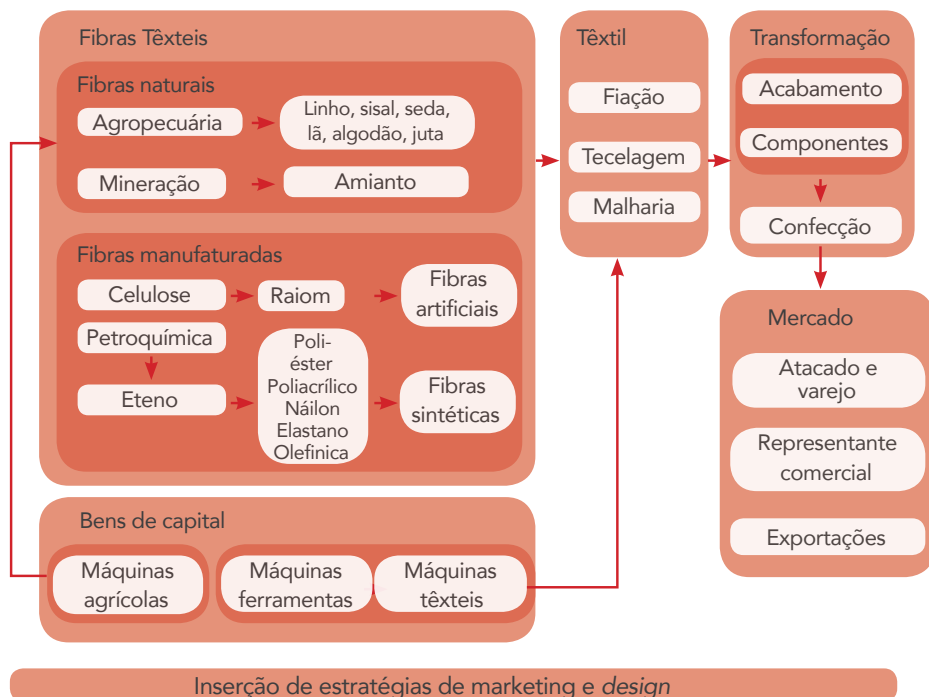 Fibras Têxteis
Fibras naturais
Agropecuária
Linho, sisal, seda,
lã, algodão, juta
Mineração
Amianto
Fibras manufaturadas
Celulose
Raiom
Fibras
artificiais
Petroquímica
Eteno
Poli-
éster
Poliacrílico
Náilon
Elastano
Olefinica
Fibras
sintéticas
Bens de capital
Máquinas
agrícolas
Máquinas
ferramentas
Máquinas
têxteis
Têxtil
Fiação
Tecelagem
Malharia
Transformação
Acabamento
Componentes
Confecção
Mercado
Atacado e
varejo
Representante
comercial
Exportações
Inserção de estratégias de marketing e design